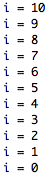 i = 10
i = 9
i = 8
i = 7
i = 6
i = 5
i = 4
i = 3
i = 2
i = 1
i = 0